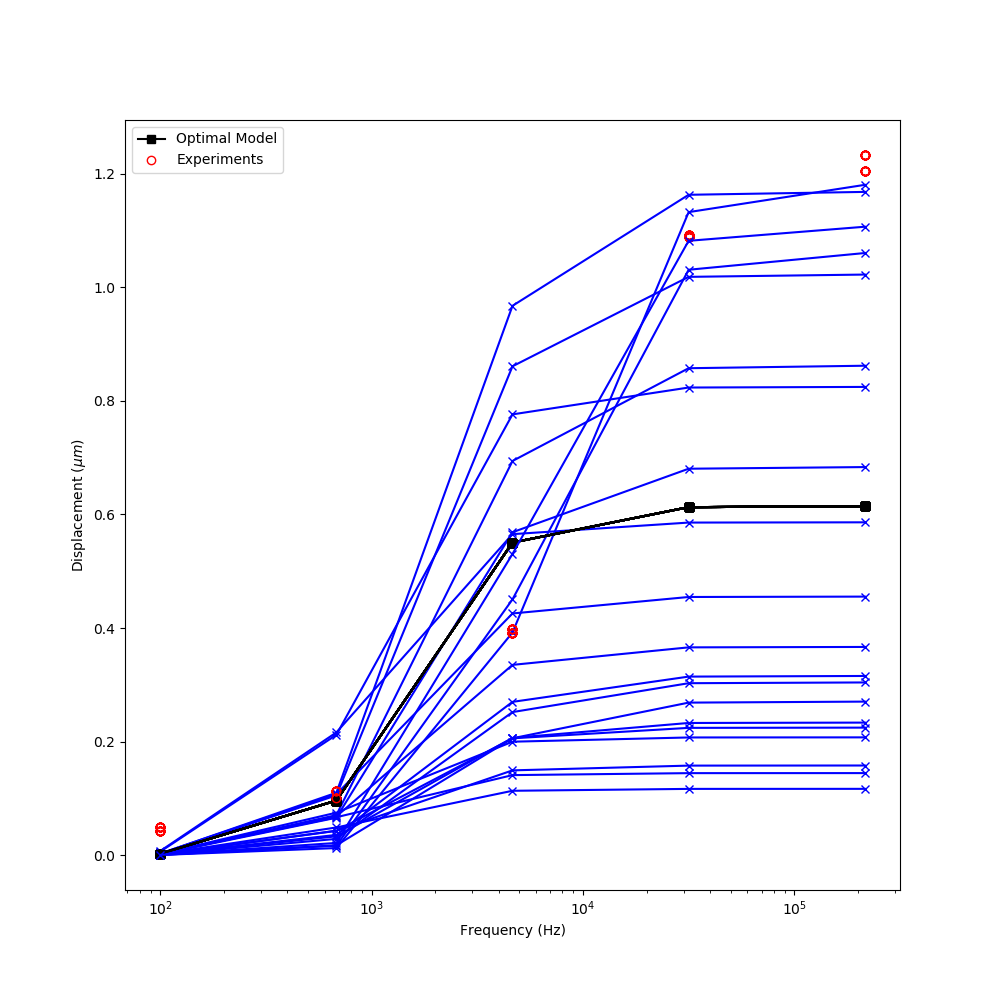 Optimal Model
Experiments
1.2
1.0
0.8
0.6
0.4
0.2
0.0
Displacement (μm)
10²
10³
10⁴
10⁵
Frequency (Hz)